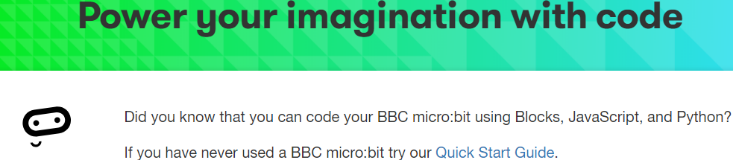 Power your imagination with code
Did you know that you can code your BBC micro:bit using Blocks, JavaScript, and Python?
If you have never used a BBC micro:bit try our Quick Start Guide.